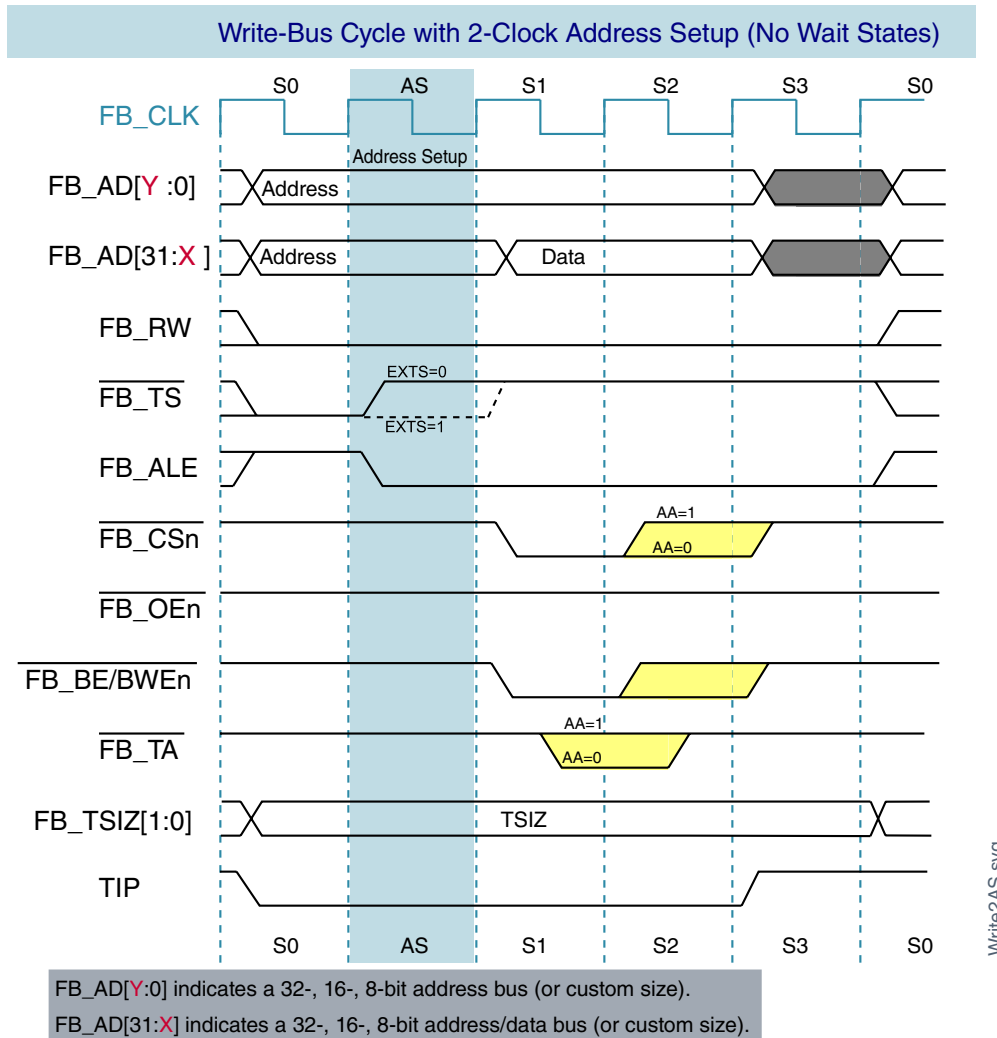 Write-Bus Cycle with 2-Clock Address Setup (No Wait States)
S0 AS S1 S2 S3 S0
FB_CLK
Address Setup
FB_AD[Y :0] Address
FB_AD[31:X ] Address Data
FB_RW
EXTS=0
FB_TS
EXTS=1
FB_ALE
AA=1
FB_CSn
AA=0
FB_OEn
FB_BE/BWEn
AA=1
FB_TA
AA=0
FB_TSIZ[1:0] TSIZ
TIP
Write2AS.svg
S0 AS S1 S2 S3 S0
FB_AD[Y:0] indicates a 32-, 16-, 8-bit address bus (or custom size).
FB_AD[31:X] indicates a 32-, 16-, 8-bit address/data bus (or custom size).